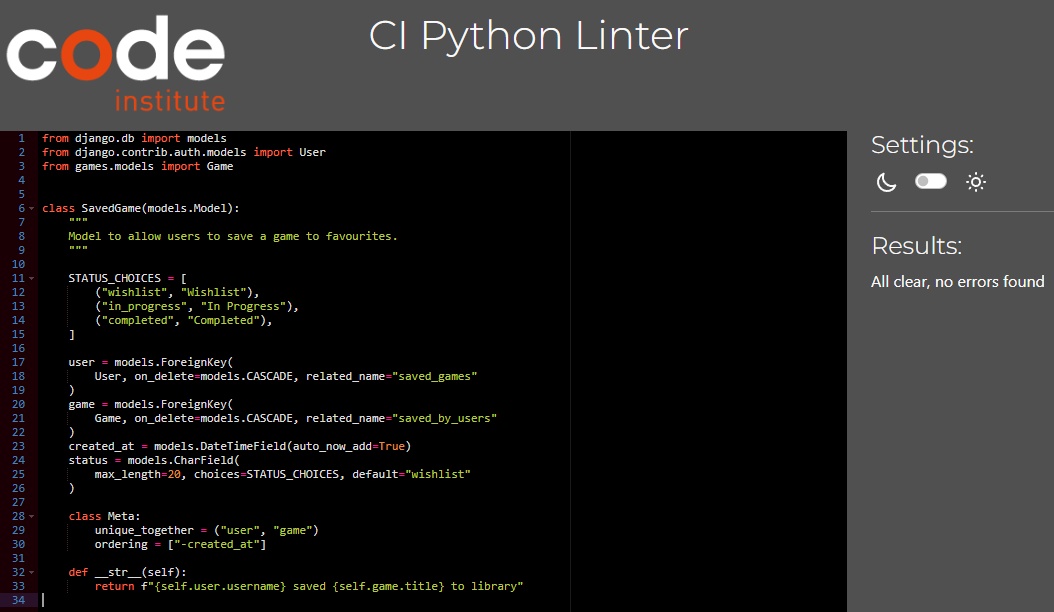 code
institute
CI Python Linter
1 from django.db import models
2 from django.contrib.auth.models import User
3 from games.models import Game
4
5
6 class SavedGame(models.Model):
7     """
8     Model to allow users to save a game to favourites.
9     """
10
11     STATUS_CHOICES = [
12         ("wishlist", "Wishlist"),
13         ("in_progress", "In Progress"),
14         ("completed", "Completed"),
15     ]
16
17     user = models.ForeignKey(
18         User, on_delete=models.CASCADE, related_name="saved_games"
19     )
20     game = models.ForeignKey(
21         Game, on_delete=models.CASCADE, related_name="saved_by_users"
22     )
23     created_at = models.DateTimeField(auto_now_add=True)
24     status = models.CharField(
25         max_length=20, choices=STATUS_CHOICES, default="wishlist"
26     )
27
28     class Meta:
29         unique_together = ("user", "game")
30         ordering = ["-created_at"]
31
32     def __str__(self):
33         return f"{self.user.username} saved {self.game.title} to library"
34
Settings:
Results:
All clear, no errors found